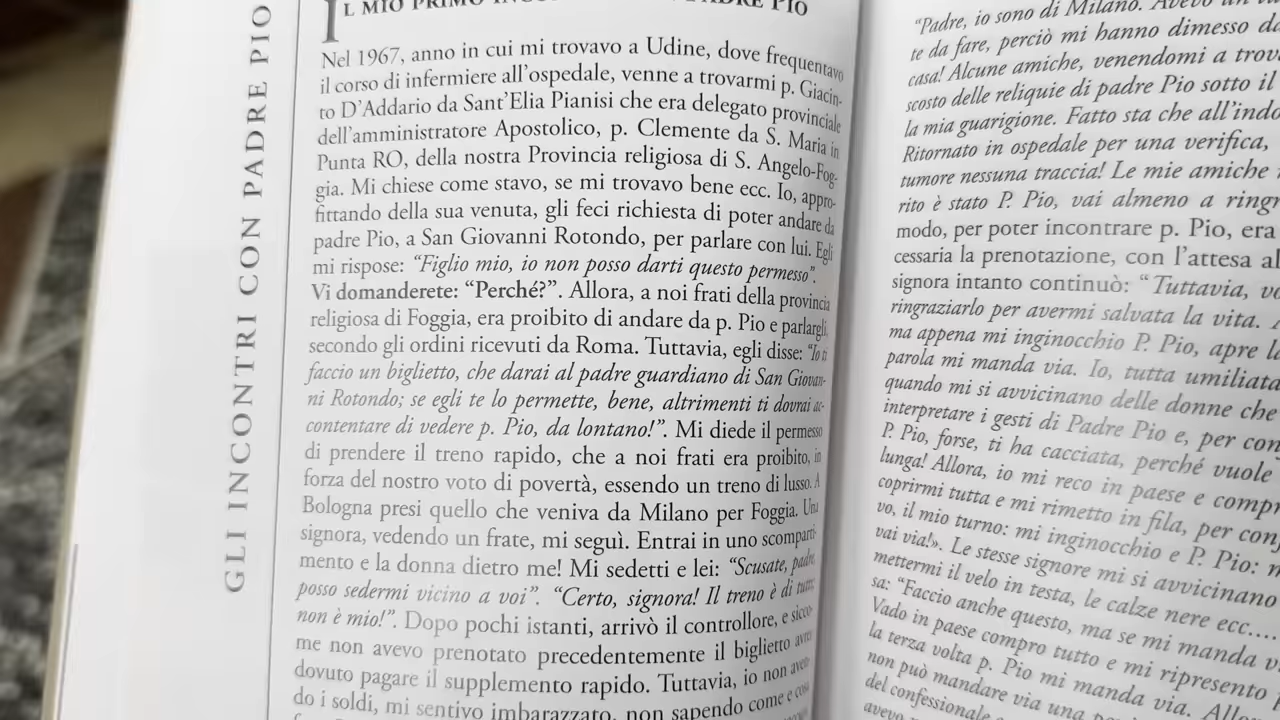 GLI INCONTRI CON PADRE PIO
IL MIO PRIMO PADRE PIO
Nel 1967, anno in cui mi trovavo a Udine, dove frequentavo
il corso di infermiere all'ospedale, venne a trovarmi p. Giacin-
to D'Addario da Sant'Elia Pianisi che era delegato provinciale
dell'amministratore Apostolico, p. Clemente da S. Maria in
Punta RO, della nostra Provincia religiosa di S. Angelo-Fog-
gia. Mi chiese come stavo, se mi trovavo bene ecc. Io, appro-
fittando della sua venuta, gli feci richiesta di poter andare da
padre Pio, a San Giovanni Rotondo, per parlare con lui. Egli
mi rispose: “Figlio mio, io non posso darti questo permesso”.
Vi domanderete: “Perché?”. Allora, a noi frati della provincia
religiosa di Foggia, era proibito di andare da p. Pio e parlargli,
secondo gli ordini ricevuti da Roma. Tuttavia, egli disse: “Io ti
faccio un biglietto, che darai al padre guardiano di San Giovan-
ni Rotondo; se egli te lo permette, bene, altrimenti ti dovrai ac-
contentare di vedere p. Pio, da lontano!”. Mi diede il permesso
di prendere il treno rapido, che a noi frati era proibito, in
forza del nostro voto di povertà, essendo un treno di lusso. A
Bologna presi quello che veniva da Milano per Foggia. Una
signora, vedendo un frate, mi seguì. Entrai in uno scomparti-
mento e la donna dietro me! Mi sedetti e lei: “Scusate, padre,
posso sedermi vicino a voi”. “Certo, signora! Il treno è di tutti;
non è mio!”. Dopo pochi istanti, arrivò il controllore, e sicco-
me non avevo prenotato precedentemente il biglietto avrei
dovuto pagare il supplemento rapido. Tuttavia, io non aven-
do i soldi, mi sentivo imbarazzato, non sapendo come e cosa
“Padre, io sono di Milano. Avevo un
te da fare, perciò mi hanno dimesso
casa! Alcune amiche, venendomi a
scosto delle reliquie di padre Pio sotto il
la mia guarigione. Fatto sta che
Ritornato in ospedale per una verifica,
tumore nessuna traccia! Le mie amiche
rito è stato P. Pio, vai almeno a
modo, per poter incontrare p. Pio, era
cessaria la prenotazione, con l'attesa
signora intanto continuò: “Tuttavia,
ringraziarlo per avermi salvata la vita.
ma appena mi inginocchio P. Pio, apre
parola mi manda via. Io, tutta umiliata
quando mi si avvicinano delle donne che
interpretare i gesti di Padre Pio e, per
P. Pio, forse, ti ha cacciata, perché vuole
lunga! Allora, io mi reco in paese e
coprirmi tutta e mi rimetto in fila, per
vo, il mio turno: mi inginocchio e P. Pio:
vai via!». Le stesse signore mi si avvicinano
mettermi il velo in testa, le calze nere ecc....
sa: “Faccio anche questo, ma se mi manda
Vado in paese compro tutto e mi ripresento
la terza volta p. Pio mi manda via.
non può mandare via una
del confessionale